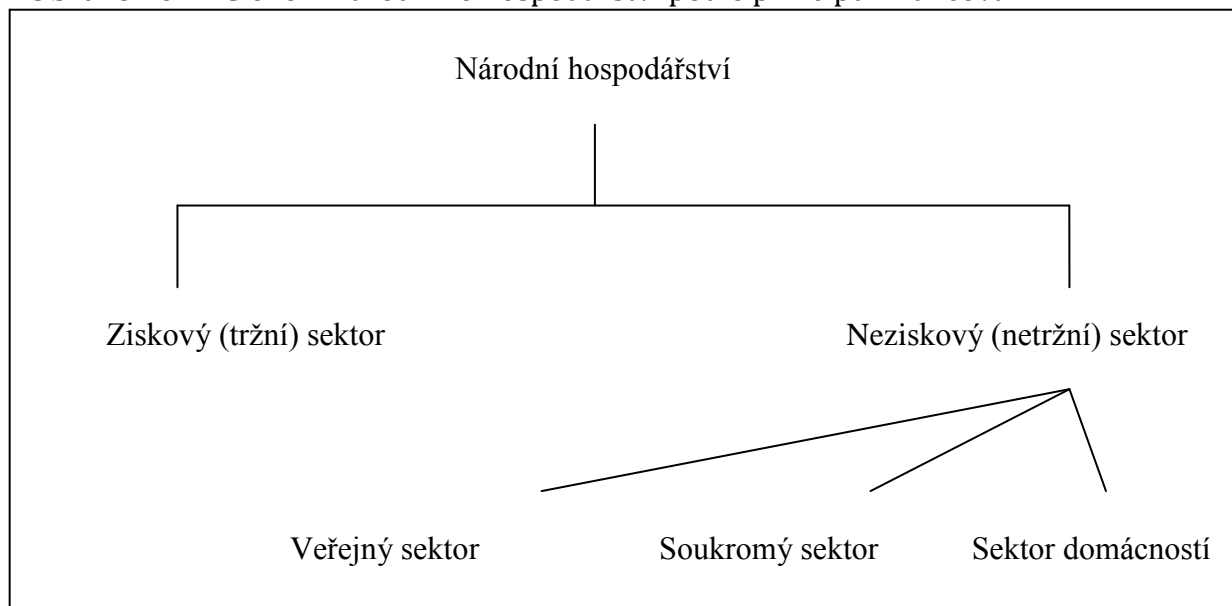 Národní hospodářství
Ziskový (tržní) sektor
Neziskový (netržní) sektor
Veřejný sektor
Soukromý sektor
Sektor domácností